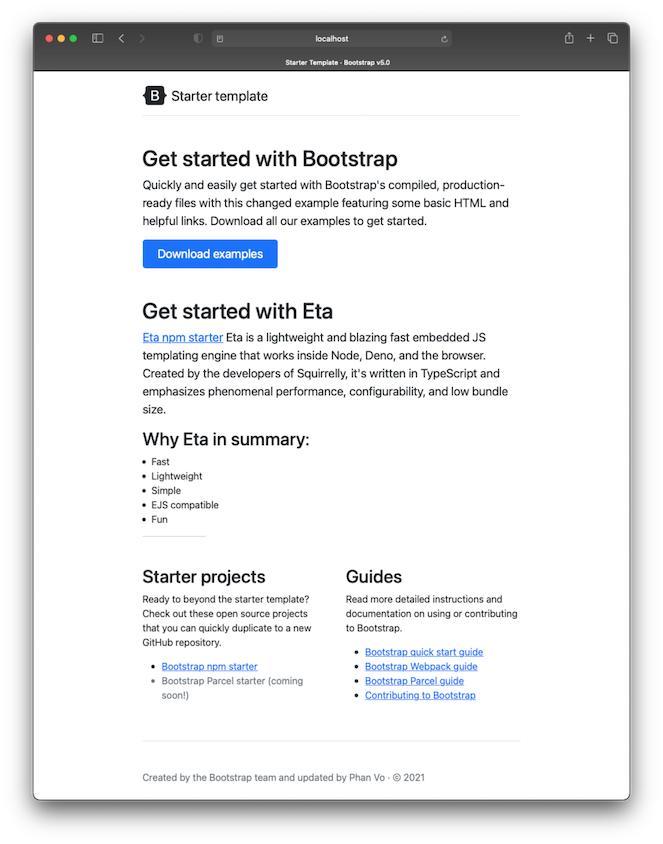 localhost
Starter Template · Bootstrap v5.0
B Starter template
Get started with Bootstrap
Quickly and easily get started with Bootstrap's compiled, production-
ready files with this changed example featuring some basic HTML and
helpful links. Download all our examples to get started.
Download examples
Get started with Eta
Eta npm starter Eta is a lightweight and blazing fast embedded JS
templating engine that works inside Node, Deno, and the browser.
Created by the developers of Squirrelly, it's written in TypeScript and
emphasizes phenomenal performance, configurability, and low bundle
size.
Why Eta in summary:
Fast
Lightweight
Simple
EJS compatible
Fun
Starter projects
Ready to beyond the starter template?
Check out these open source projects
that you can quickly duplicate to a new
GitHub repository.
Bootstrap npm starter
Bootstrap Parcel starter (coming
soon!)
Guides
Read more detailed instructions and
documentation on using or contributing
to Bootstrap.
Bootstrap quick start guide
Bootstrap Webpack guide
Bootstrap Parcel guide
Contributing to Bootstrap
Created by the Bootstrap team and updated by Phan Vo · © 2021